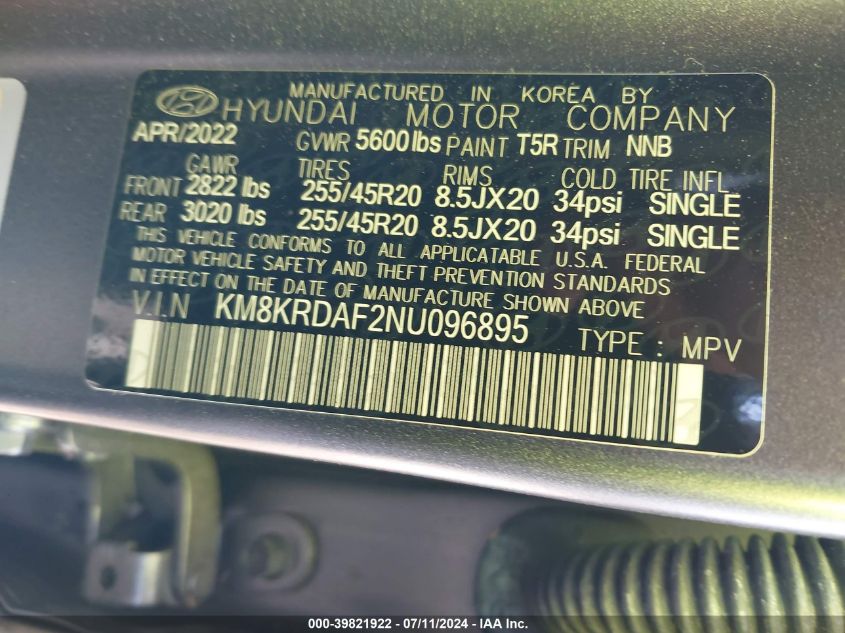 MANUFACTURED IN KOREA BY
HYUNDAI MOTOR COMPANY
APR/2022 GVWR 5600lbs PAINT T5R TRIM NNB
GAWR TIRES RIMS COLD TIRE INFL.
FRONT 2822 lbs 255/45R20 8.5JX20 34psi SINGLE
REAR 3020 lbs 255/45R20 8.5JX20 34psi SINGLE
THIS VEHICLE CONFORMS TO ALL APPLICATABLE U.S.A. FEDERAL
MOTOR VEHICLE SAFETY AND THEFT PREVENTION STANDARDS
IN EFFECT ON THE DATE OF MANUFACTURE SHOWN ABOVE
V.I.N KM8KRDAF2NU096895 TYPE : MPV
000-39821922 - 07/11/2024 - IAA Inc.